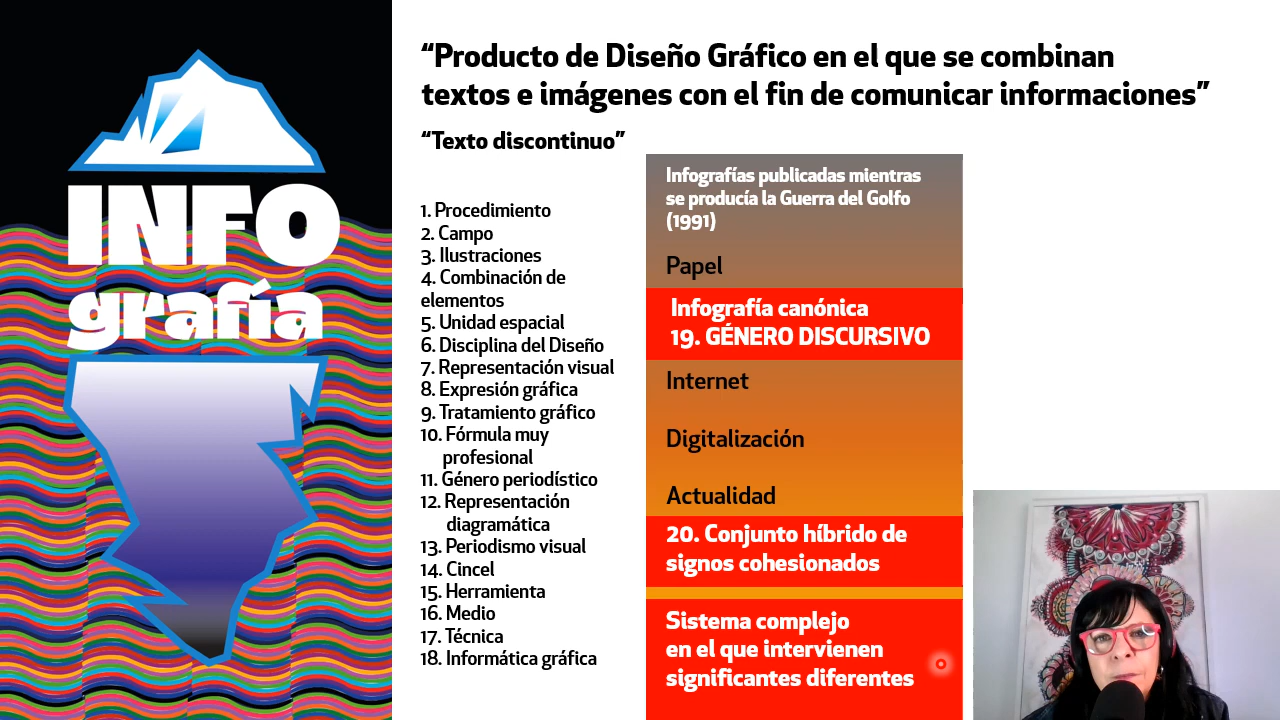 INFO
grafía
“Producto de Diseño Gráfico en el que se combinan
textos e imágenes con el fin de comunicar informaciones”
“Texto discontinuo”
1. Procedimiento
2. Campo
3. Ilustraciones
4. Combinación de
elementos
5. Unidad espacial
6. Disciplina del Diseño
7. Representación visual
8. Expresión gráfica
9. Tratamiento gráfico
10. Fórmula muy
profesional
11. Género periodístico
12. Representación
diagramática
13. Periodismo visual
14. Cincel
15. Herramienta
16. Medio
17. Técnica
18. Informática gráfica
Infografías publicadas mientras
se producía la Guerra del Golfo
(1991)
Papel
Infografía canónica
19. GÉNERO DISCURSIVO
Internet
Digitalización
Actualidad
20. Conjunto híbrido de
signos cohesionados
Sistema complejo
en el que intervienen
significantes diferentes